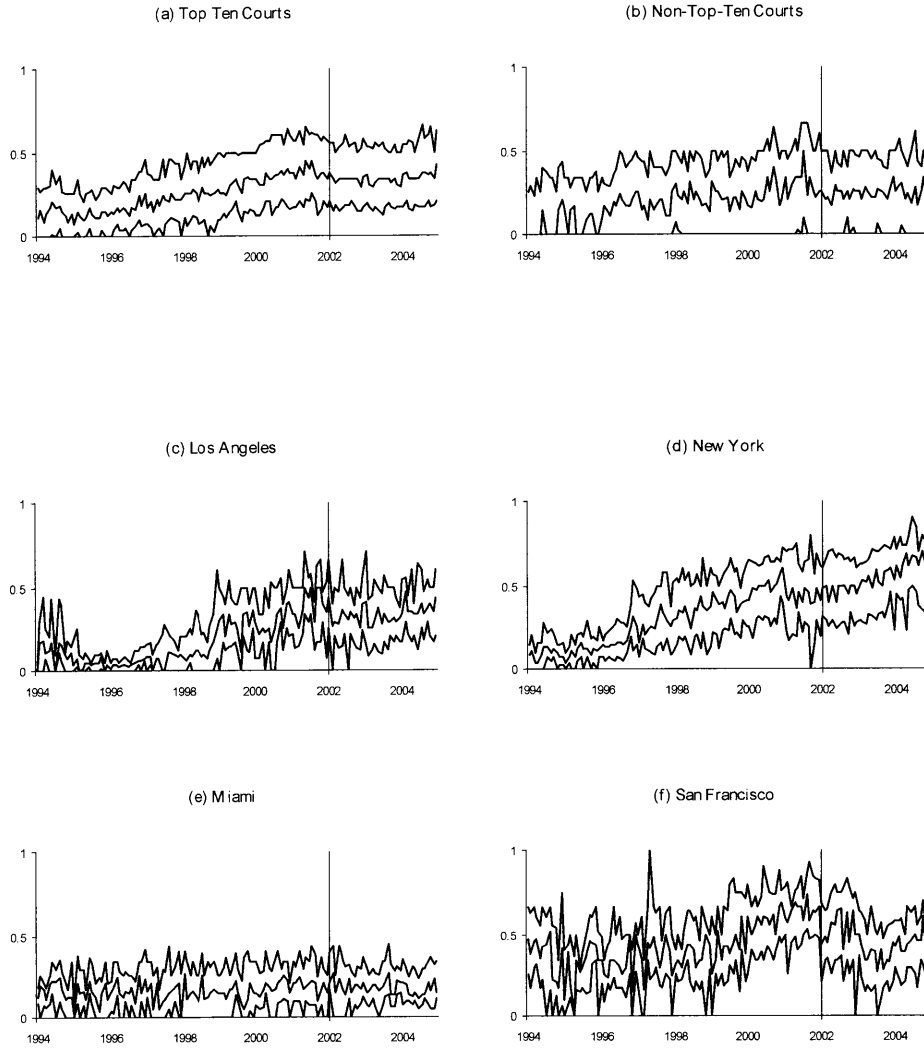 (a) Top Ten Courts
(b) Non-Top-Ten Courts
1
0.5
0
1994 1996 1998 2000 2002 2004
1
0.5
0
1994 1996 1998 2000 2002 2004
(c) Los Angeles
(d) New York
1
0.5
0
1994 1996 1998 2000 2002 2004
1
0.5
0
1994 1996 1998 2000 2002 2004
(e) Miami
(f) San Francisco
1
0.5
0
1994 1996 1998 2000 2002 2004
1
0.5
0
1994 1996 1998 2000 2002 2004